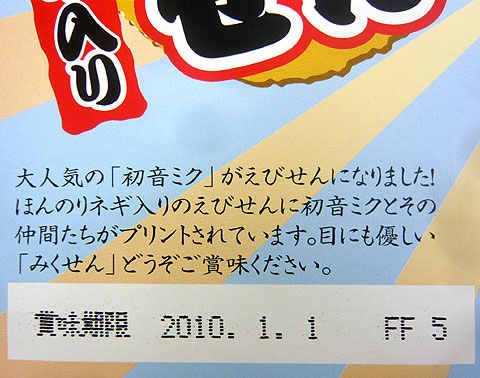 のり
せん
大人気の「初音ミク」がえびせんになりました!
ほんのりネギ入りのえびせんに初音ミクとその
仲間たちがプリントされています。目にも優しい
「みくせん」どうぞご賞味ください。
賞味期限 2010. 1. 1 FF 5